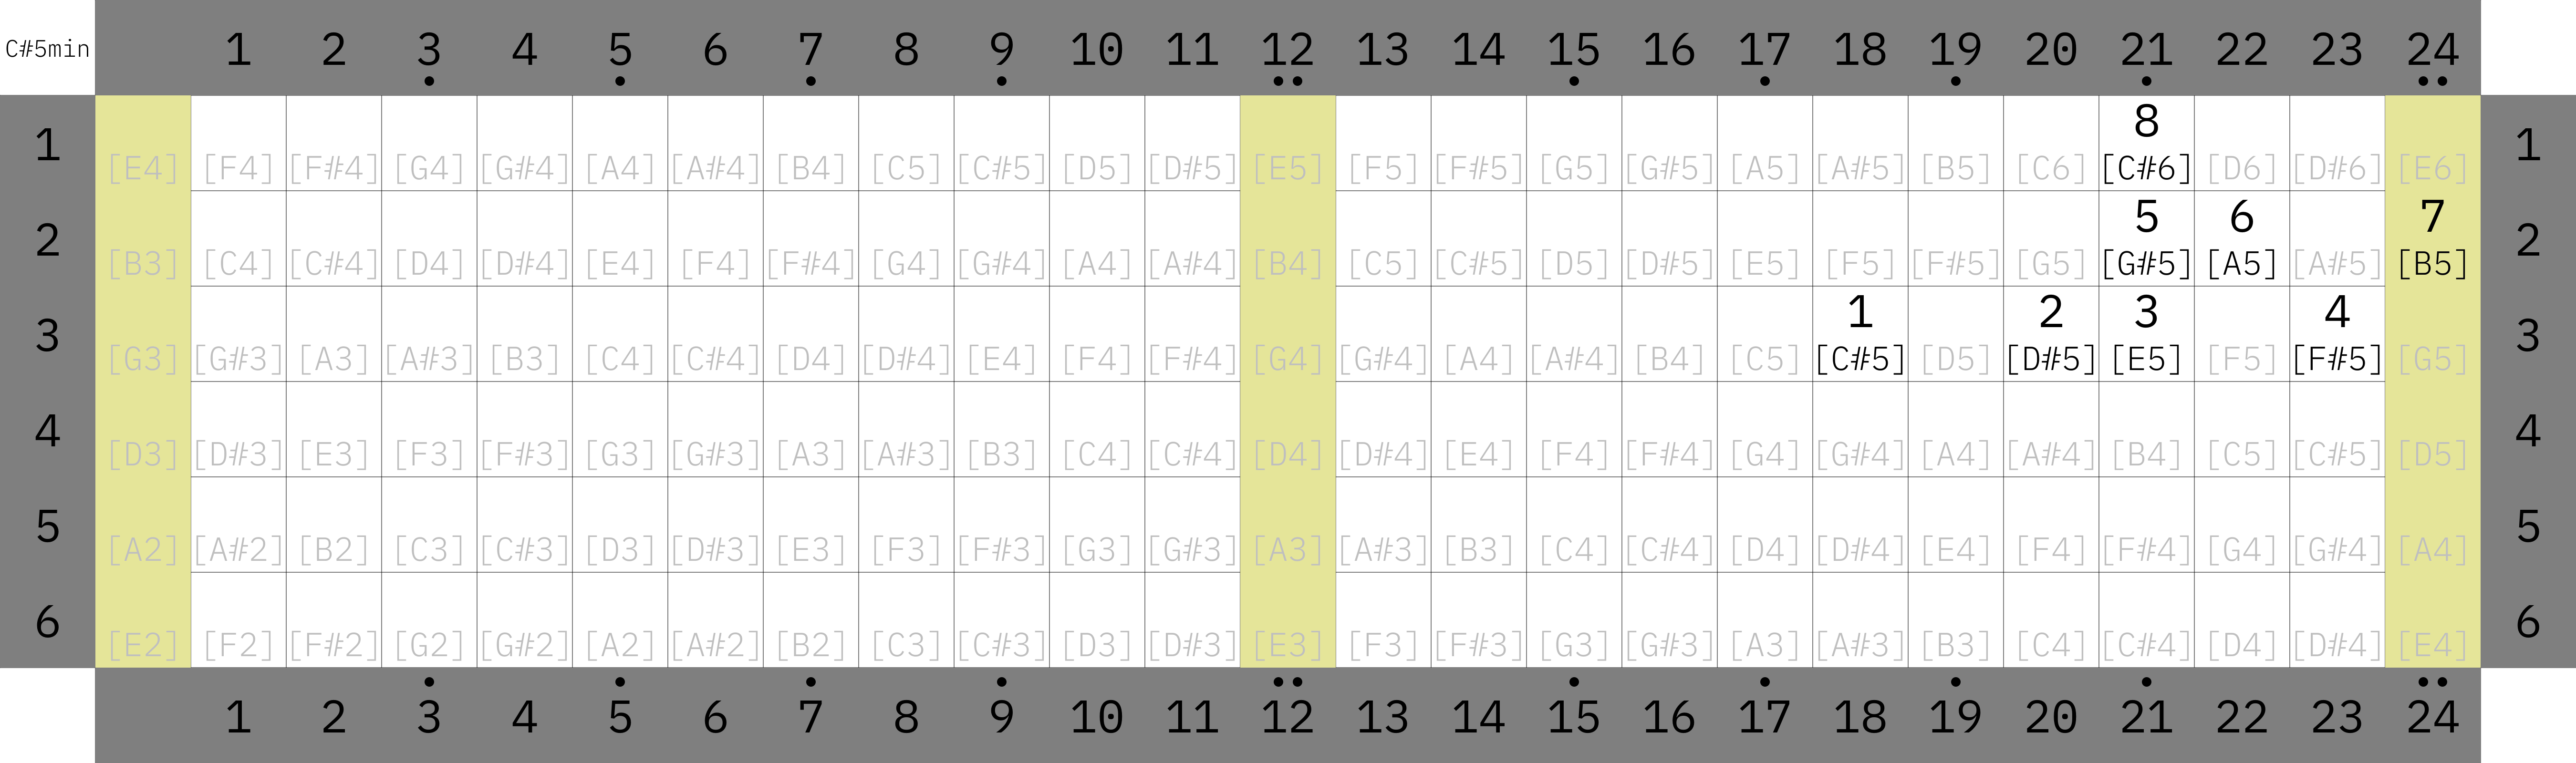 C#5min 1 2 3 4 5 6 7 8 9 10 11 12 13 14 15 16 17 18 19 20 21 22 23 24
8
1 [E4] [F4] [F#4] [G4] [G#4] [A4] [A#4] [B4] [C5] [C#5] [D5] [D#5] [E5] [F5] [F#5] [G5] [G#5] [A5] [A#5] [B5] [C6] [C#6] [D6] [D#6] [E6] 1
5 6 7
2 [B3] [C4] [C#4] [D4] [D#4] [E4] [F4] [F#4] [G4] [G#4] [A4] [A#4] [B4] [C5] [C#5] [D5] [D#5] [E5] [F5] [F#5] [G5] [G#5] [A5] [A#5] [B5] 2
1 2 3 4
3 [G3] [G#3] [A3] [A#3] [B3] [C4] [C#4] [D4] [D#4] [E4] [F4] [F#4] [G4] [G#4] [A4] [A#4] [B4] [C5] [C#5] [D5] [D#5] [E5] [F5] [F#5] [G5] 3
4 [D3] [D#3] [E3] [F3] [F#3] [G3] [G#3] [A3] [A#3] [B3] [C4] [C#4] [D4] [D#4] [E4] [F4] [F#4] [G4] [G#4] [A4] [A#4] [B4] [C5] [C#5] [D5] 4
5 [A2] [A#2] [B2] [C3] [C#3] [D3] [D#3] [E3] [F3] [F#3] [G3] [G#3] [A3] [A#3] [B3] [C4] [C#4] [D4] [D#4] [E4] [F4] [F#4] [G4] [G#4] [A4] 5
6 [E2] [F2] [F#2] [G2] [G#2] [A2] [A#2] [B2] [C3] [C#3] [D3] [D#3] [E3] [F3] [F#3] [G3] [G#3] [A3] [A#3] [B3] [C4] [C#4] [D4] [D#4] [E4] 6
1 2 3 4 5 6 7 8 9 10 11 12 13 14 15 16 17 18 19 20 21 22 23 24